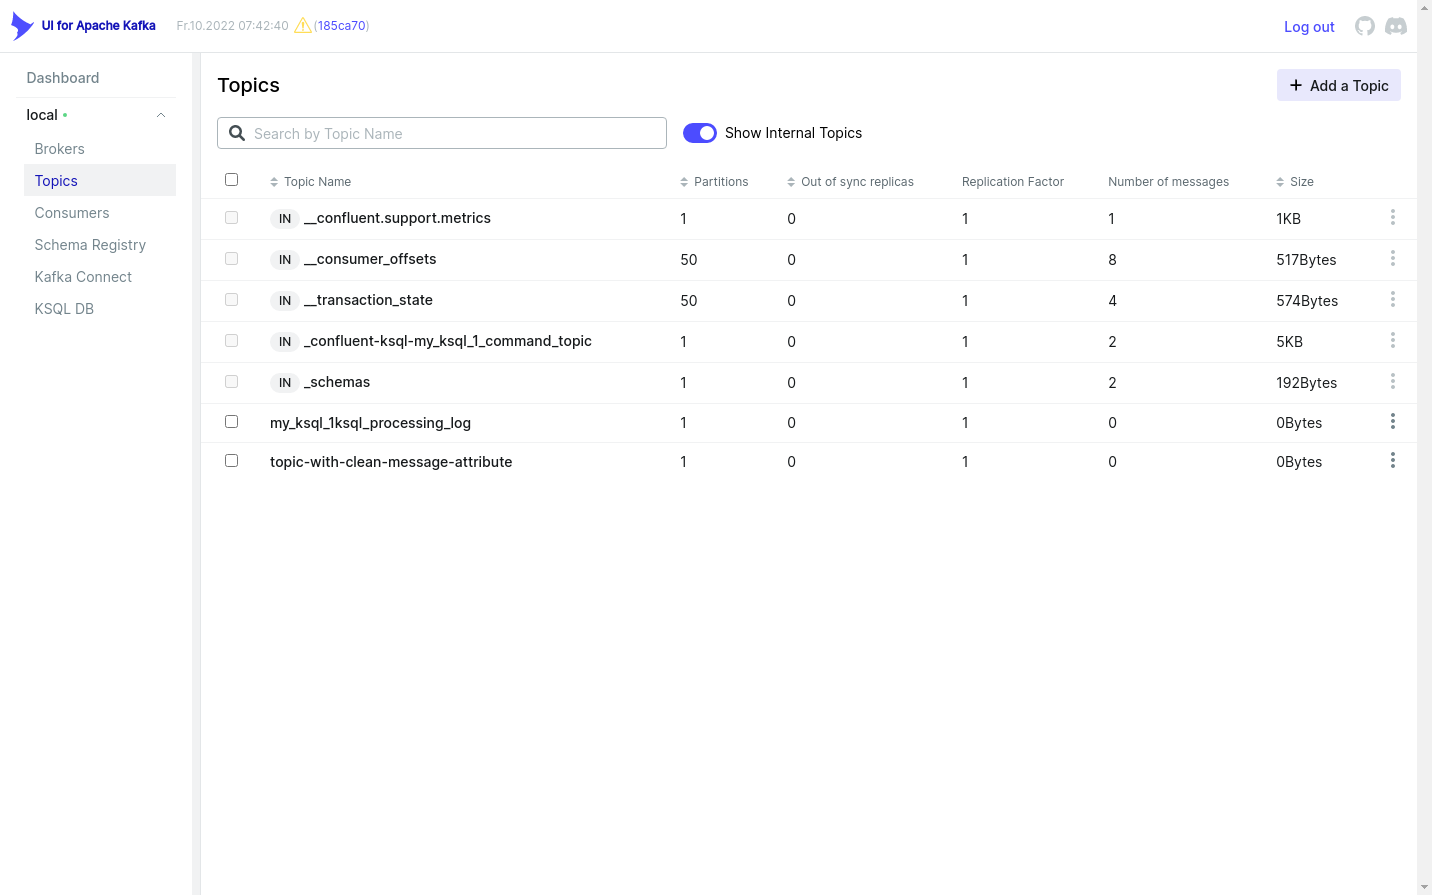 UI for Apache Kafka Fr.10.2022 07:42:40 (185ca70) Log out
Dashboard
local
Brokers
Topics
Consumers
Schema Registry
Kafka Connect
KSQL DB
Topics
Add a Topic
Search by Topic Name
Show Internal Topics
Topic Name Partitions Out of sync replicas Replication Factor Number of messages Size
IN __confluent.support.metrics 1 0 1 1 1KB
IN __consumer_offsets 50 0 1 8 517Bytes
IN __transaction_state 50 0 1 4 574Bytes
IN _confluent-ksql-my_ksql_1_command_topic 1 0 1 2 5KB
IN _schemas 1 0 1 2 192Bytes
my_ksql_1ksql_processing_log 1 0 1 0 0Bytes
topic-with-clean-message-attribute 1 0 1 0 0Bytes